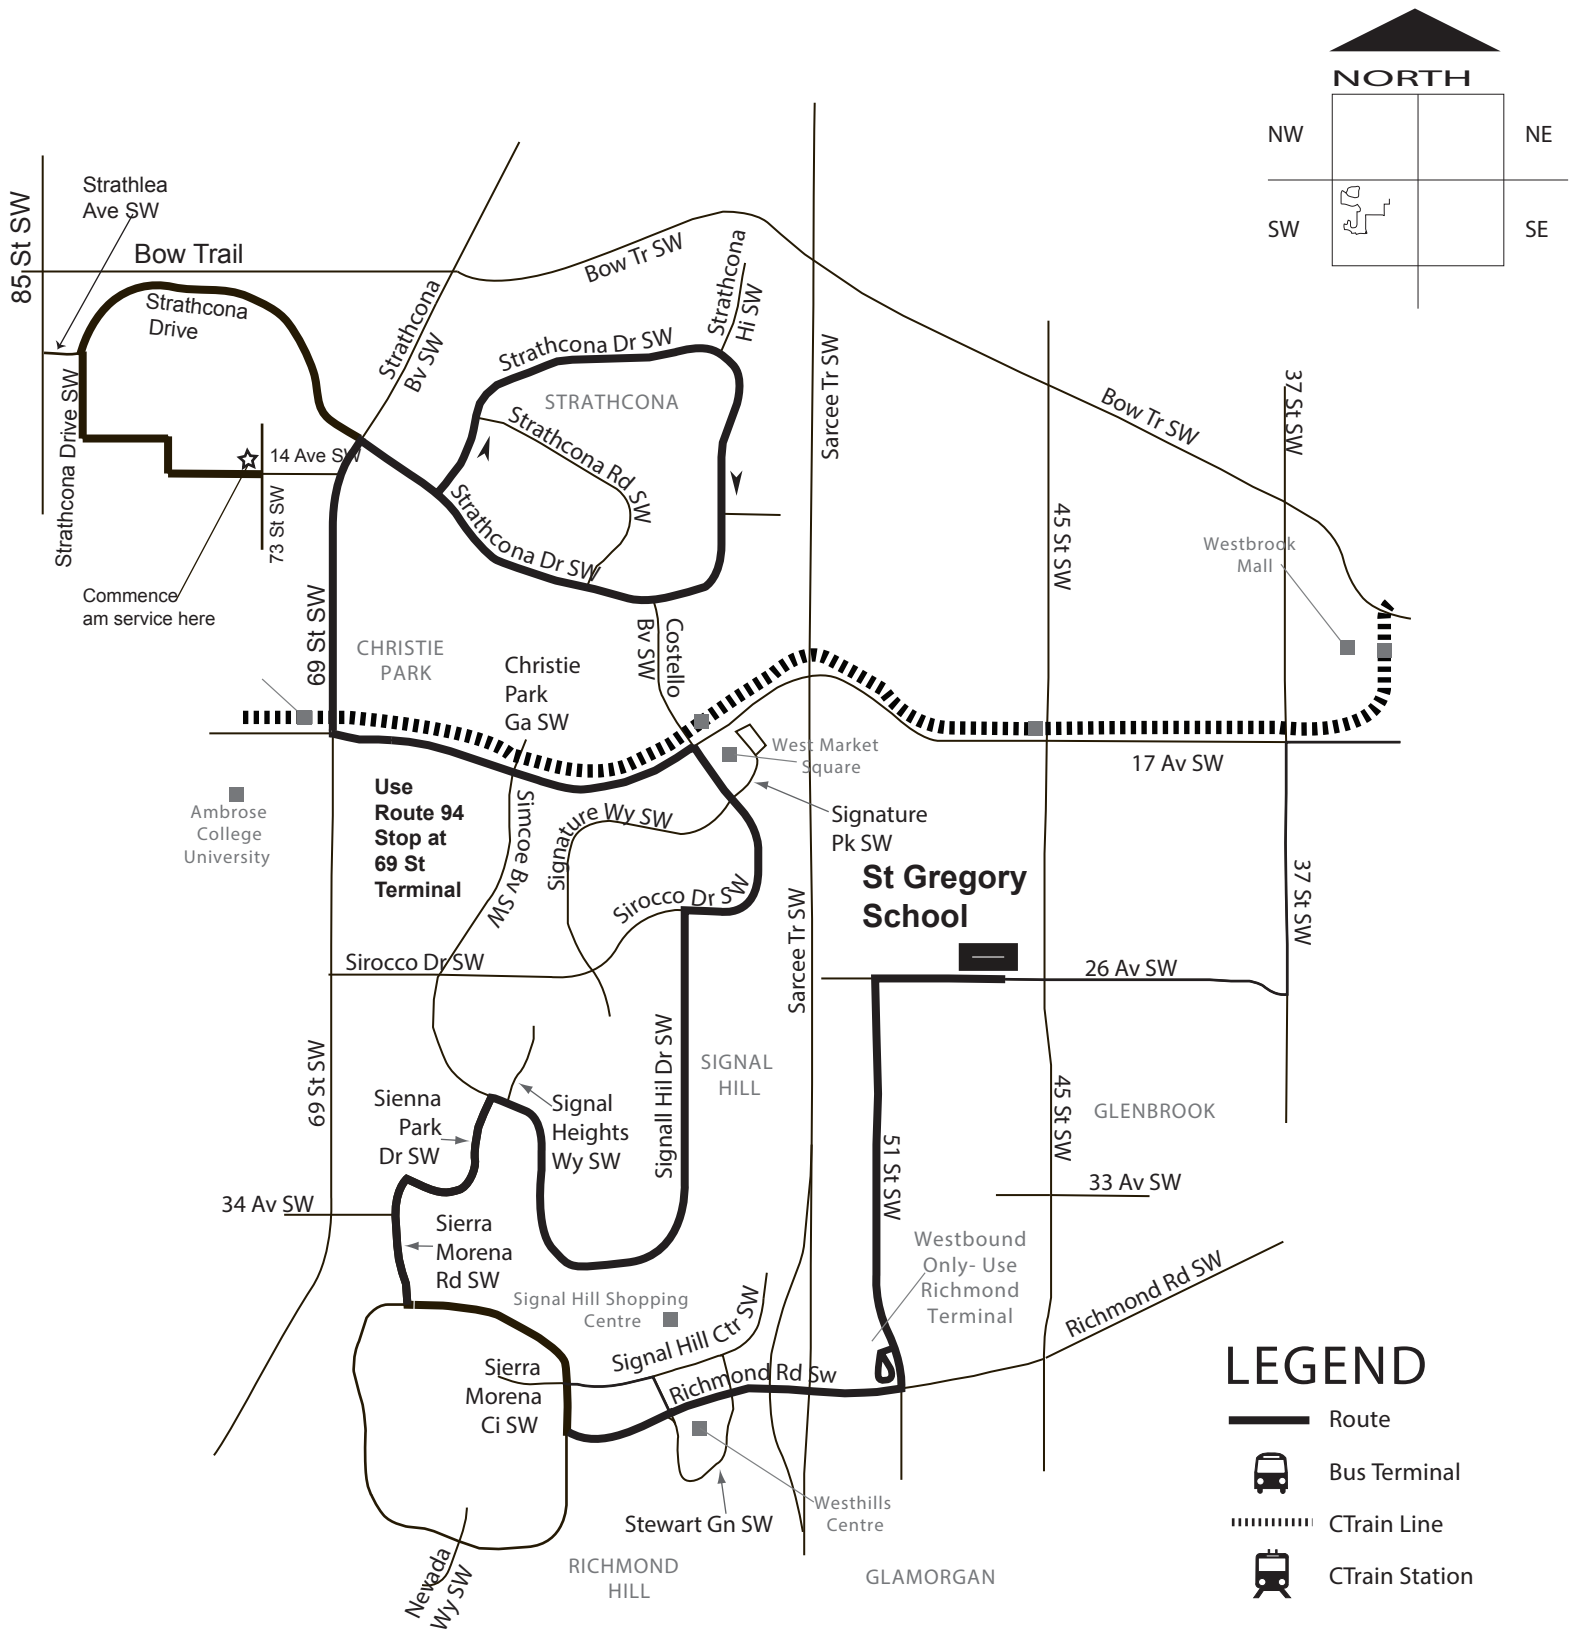 NORTH
NW
NE
SW
SE
Strathlea
Ave SW
85 St SW
Bow Trail
Strathcona
Drive
Strathcona
Bv SW
Bow Tr SW
Strathcona
Hi SW
Strathcona Dr SW
STRATHCONA
Strathcona Rd SW
Sarcee Tr SW
Bow Tr SW
37 St SW
Strathcona Drive SW
14 Ave SW
73 St SW
Strathcona Dr SW
45 St SW
Westbrook
Mall
Commence
am service here
69 St SW
CHRISTIE
PARK
Christie
Park
Ga SW
Costello
Bv SW
West Market
Square
17 Av SW
Use
Route 94
Stop at
69 St
Terminal
Ambrose
College
University
Simcoe Bv SW
Signature Wy SW
Signature
Pk SW
St Gregory
School
37 St SW
Sirocco Dr SW
Sarcee Tr SW
Sirocco Dr SW
26 Av SW
69 St SW
Signall Hil Dr SW
SIGNAL
HILL
Sienna
Park
Dr SW
Signal
Heights
Wy SW
51 St SW
45 St SW
GLENBROOK
33 Av SW
34 Av SW
Sierra
Morena
Rd SW
Westbound
Only- Use
Richmond
Terminal
Richmond Rd SW
Signal Hill Shopping
Centre
Signal Hill Ctr SW
Sierra
Morena
Ci SW
Richmond Rd Sw
Westhills
Centre
Stewart Gn SW
Nevada
Wy SW
RICHMOND
HILL
GLAMORGAN
LEGEND
Route
Bus Terminal
CTrain Line
CTrain Station